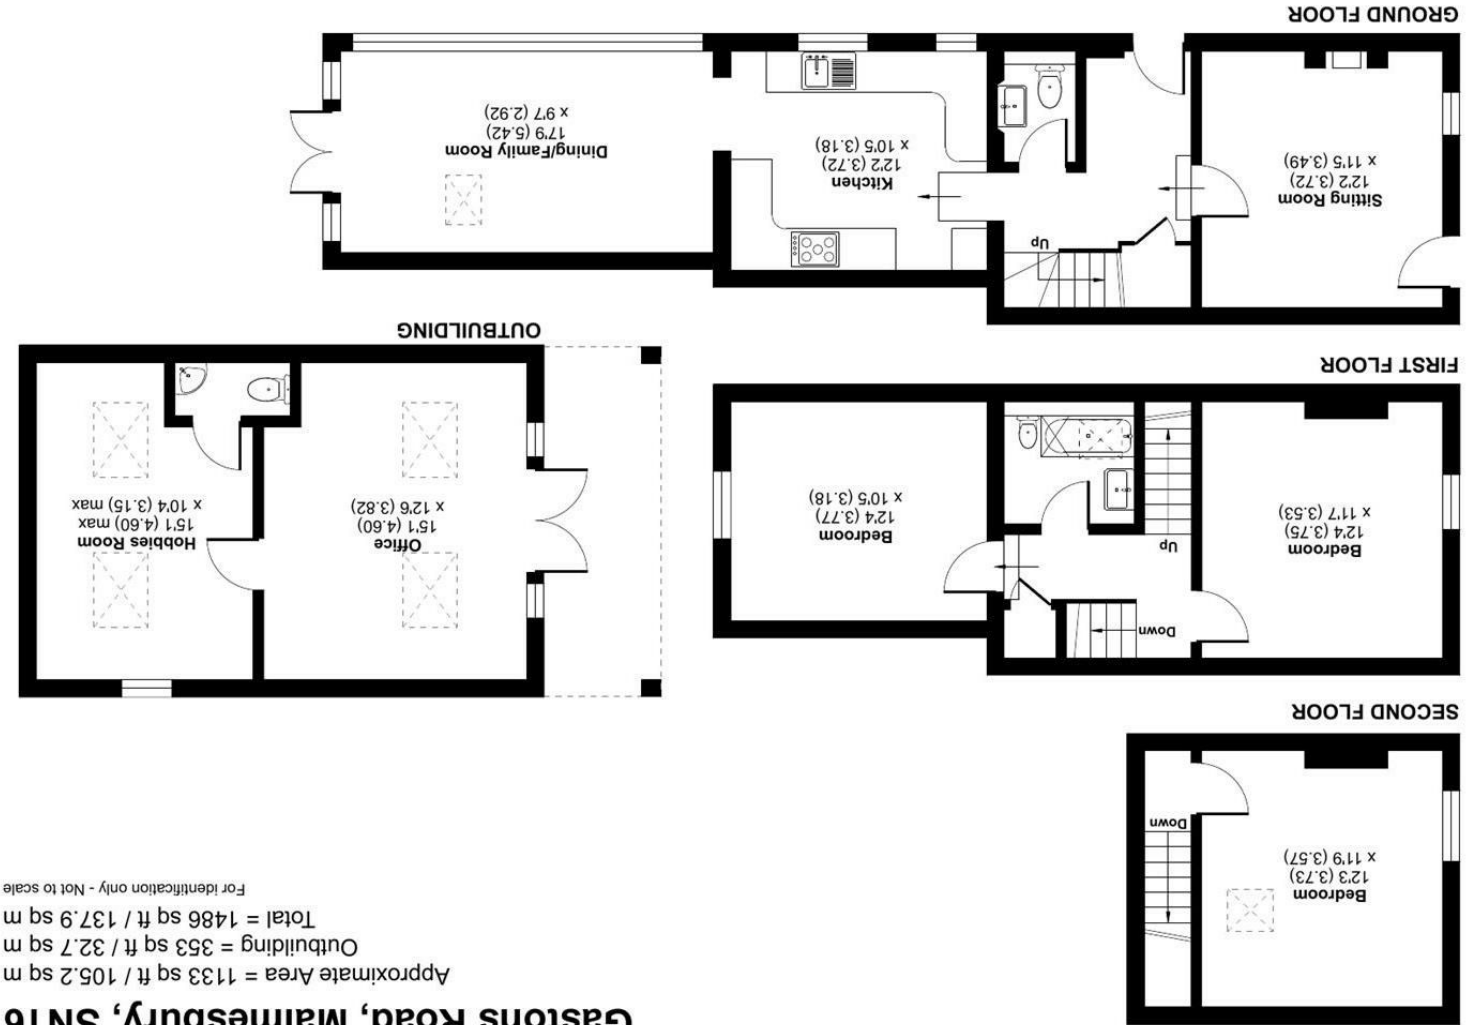 Gastons Road, Malmesbury, SN16
Approximate Area = 1133 sq ft / 105.2 sq m
Outbuilding = 353 sq ft / 32.7 sq m
Total = 1486 sq ft / 137.9 sq m
For identification only - Not to scale
Bedroom
12'3 (3.73)
x 11'9 (3.57)
Down
SECOND FLOOR
Down
Bedroom
12'4 (3.75)
x 11'7 (3.53)
Up
Bedroom
12'4 (3.77)
x 10'5 (3.18)
FIRST FLOOR
Office
15'1 (4.60)
x 12'6 (3.82)
Hobbies Room
15'1 (4.60) max
x 10'4 (3.15) max
OUTBUILDING
Up
Sitting Room
12'2 (3.72)
x 11'5 (3.49)
Kitchen
12'2 (3.72)
x 10'5 (3.18)
Dining/Family Room
17'9 (5.42)
x 9'7 (2.92)
GROUND FLOOR